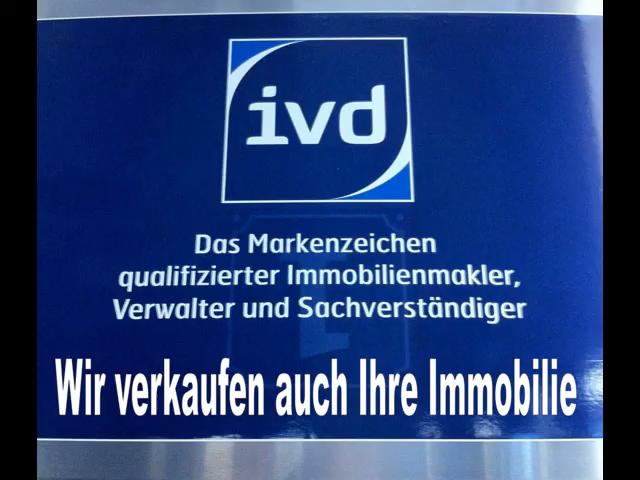 ivd
Das Markenzeichen
qualifizierter Immobilienmakler,
Verwalter und Sachverständiger
Wir verkaufen auch Ihre Immobilie